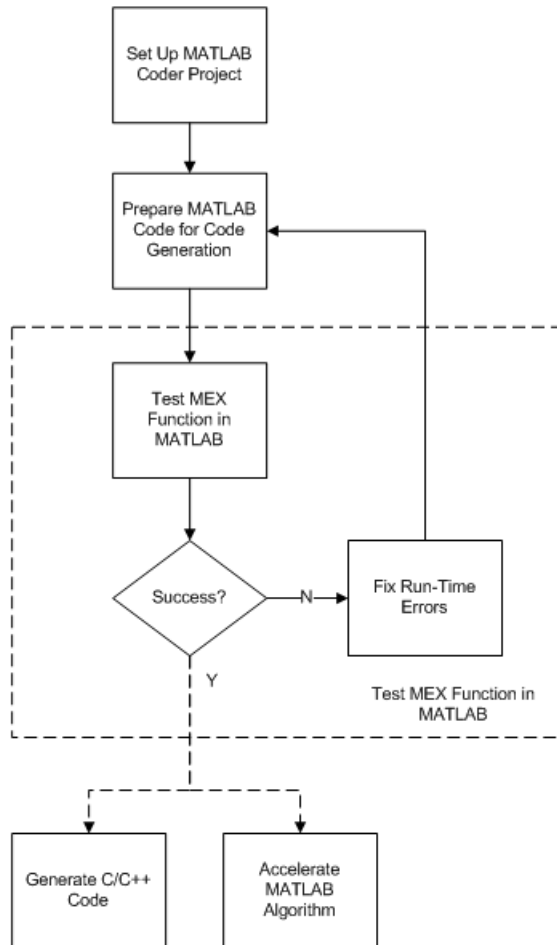 Set Up MATLAB
Coder Project
Prepare MATLAB
Code for Code
Generation
Test MEX
Function in
MATLAB
Success?
N
Fix Run-Time
Errors
Y
Test MEX Function in
MATLAB
Generate C/C++
Code
Accelerate
MATLAB
Algorithm